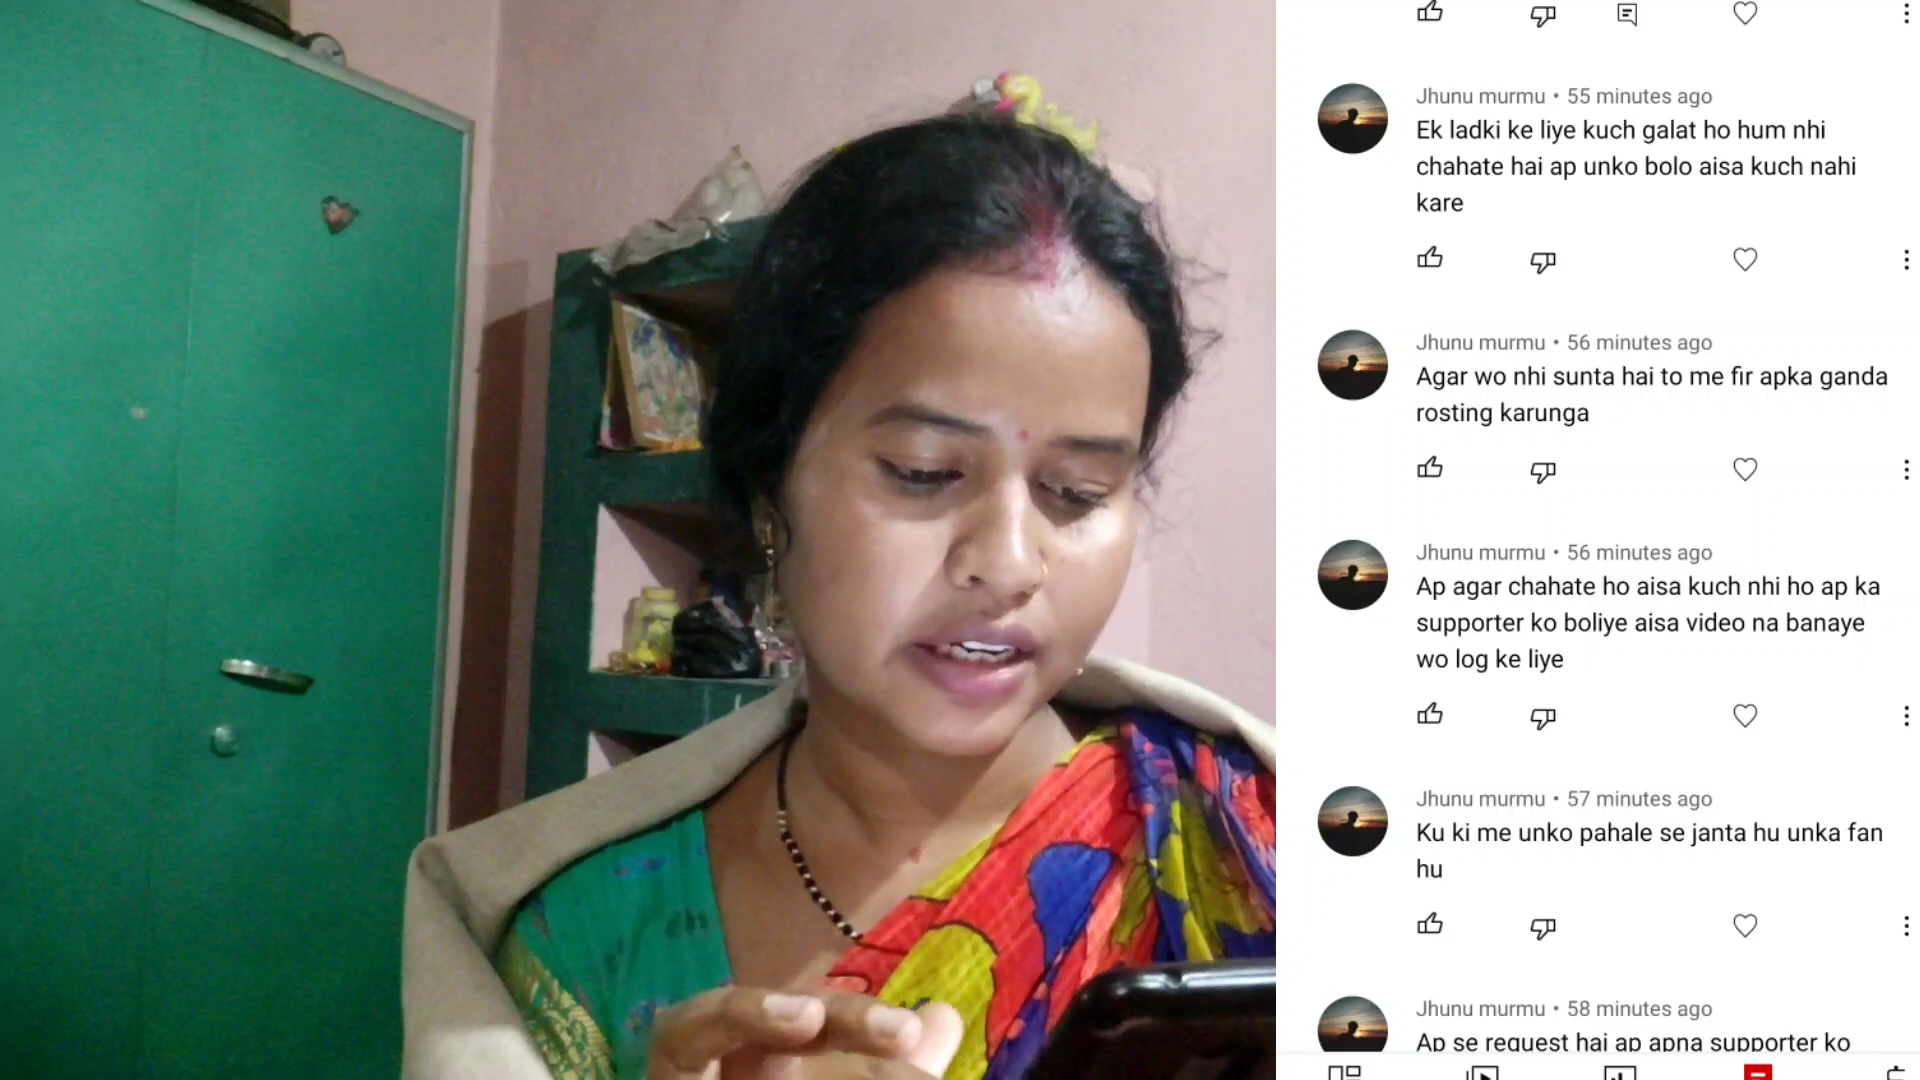 Jhunu murmu • 55 minutes ago
Ek ladki ke liye kuch galat ho hum nhi
chahate hai ap unko bolo aisa kuch nahi
kare
Jhunu murmu • 56 minutes ago
Agar wo nhi sunta hai to me fir apka ganda
rosting karunga
Jhunu murmu • 56 minutes ago
Ap agar chahate ho aisa kuch nhi ho ap ka
supporter ko boliye aisa video na banaye
wo log ke liye
Jhunu murmu • 57 minutes ago
Ku ki me unko pahale se janta hu unka fan
hu
Jhunu murmu • 58 minutes ago
Ap se request hai ap apna supporter ko